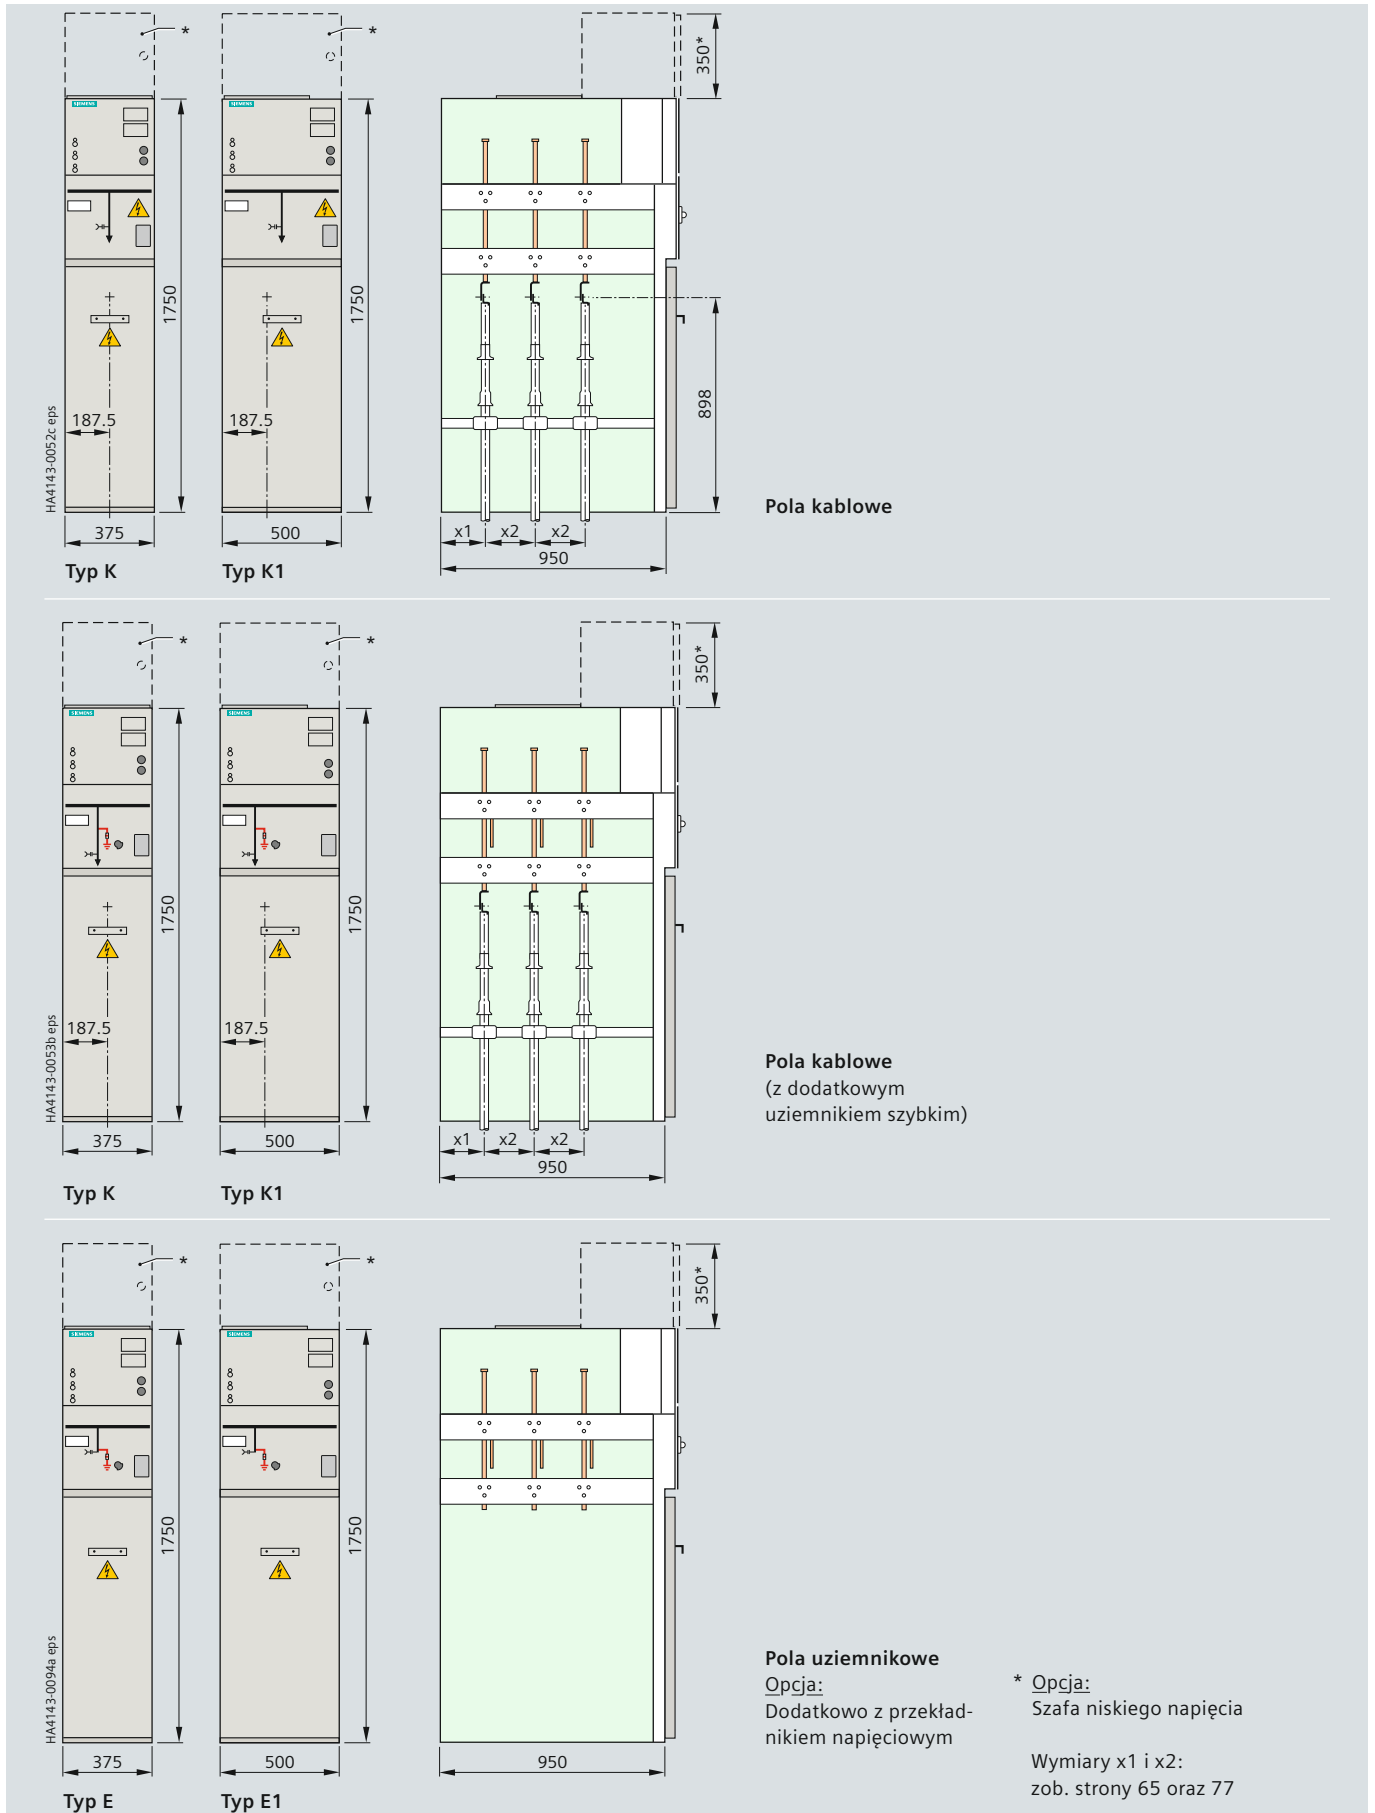 *
*
350*
SIEMENS
SIEMENS
1750
1750
898
187.5
187.5
HA4143-0052c eps
Pola kablowe
375
500
x1
x2
x2
950
Typ K
Typ K1
*
*
350*
SIEMENS
SIEMENS
1750
1750
187.5
187.5
HA4143-0053b eps
Pola kablowe
(z dodatkowym
uziemnikiem szybkim)
375
500
x1
x2
x2
950
Typ K
Typ K1
*
*
350*
SIEMENS
SIEMENS
1750
1750
HA4143-0094a eps
Pola uziemnikowe
Opcja:
Dodatkowo z przekład-
nikiem napięciowym
* Opcja:
Szafa niskiego napięcia
Wymiary x1 i x2:
zob. strony 65 oraz 77
375
500
950
Typ E
Typ E1